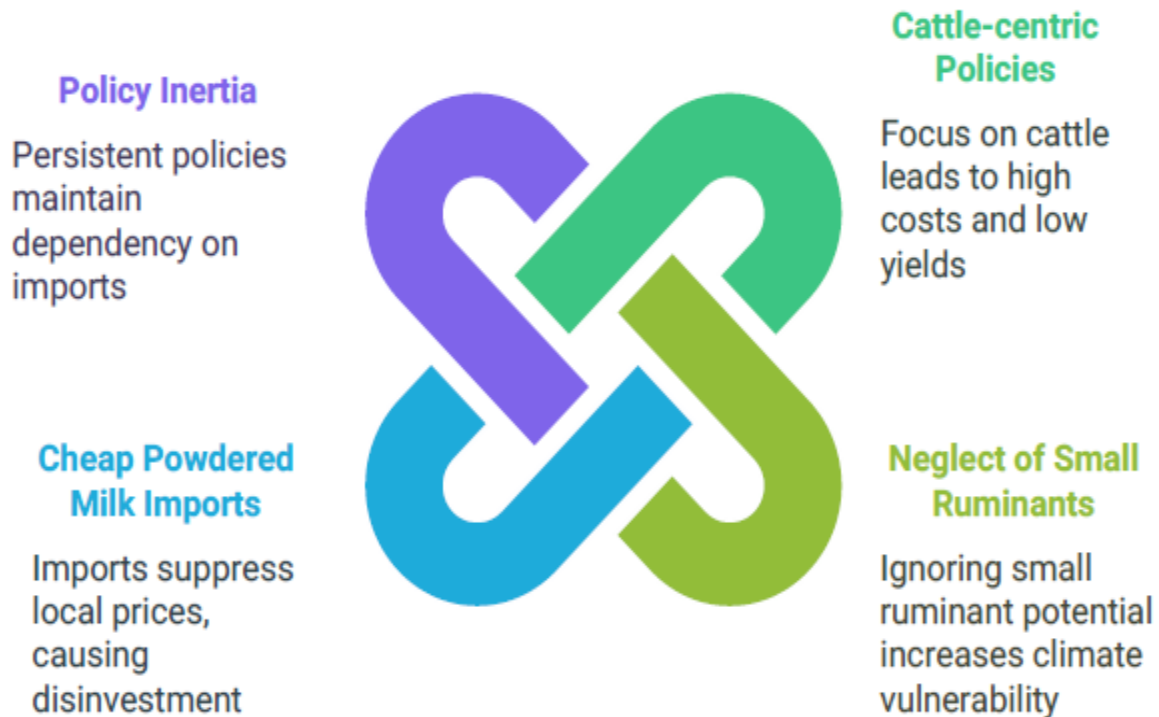 Policy Inertia
Persistent policies
maintain
dependency on
imports
Cattle-centric
Policies
Focus on cattle
leads to high
costs and low
yields
Cheap Powdered
Milk Imports
Imports suppress
local prices,
causing
disinvestment
Neglect of Small
Ruminants
Ignoring small
ruminant potential
increases climate
vulnerability